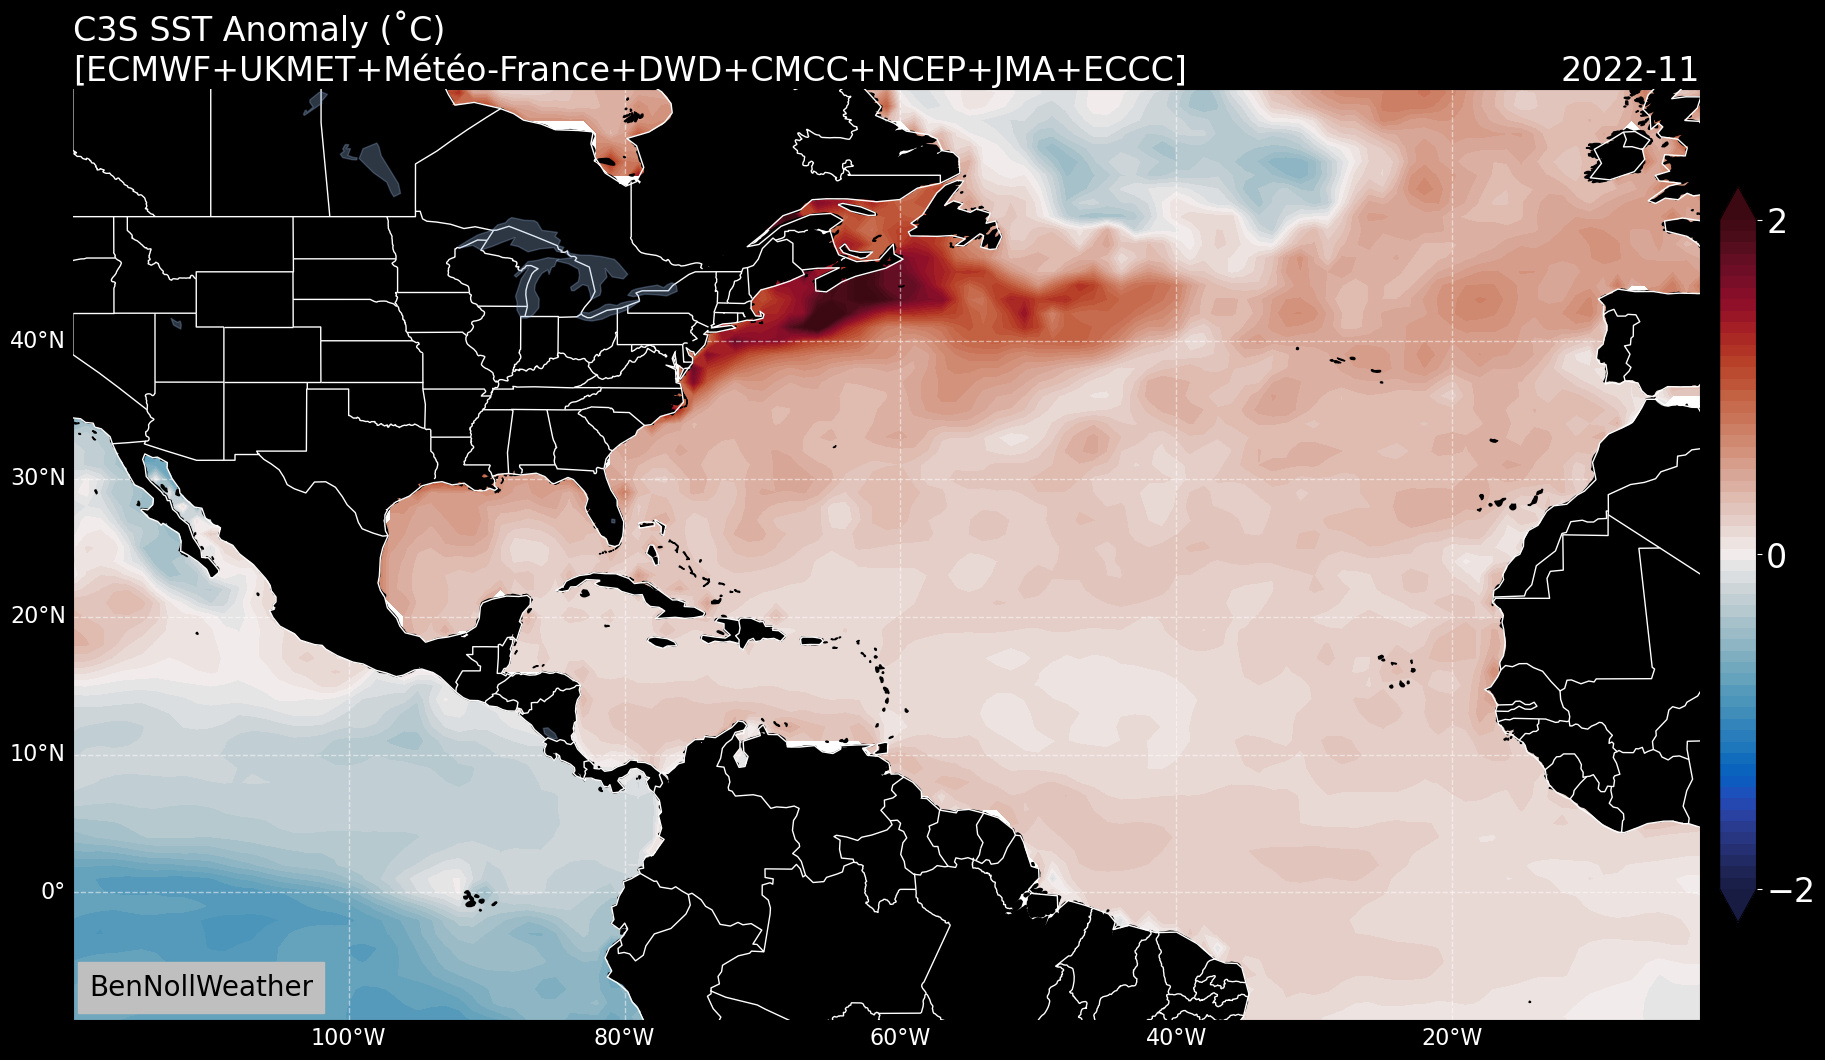 C3S SST Anomaly (˚C)
[ECMWF+UKMET+Météo-France+DWD+CMCC+NCEP+JMA+ECCC] 2022-11
2
40°N
30°N
0
20°N
10°N
0°
−2
BenNollWeather
100°W 80°W 60°W 40°W 20°W